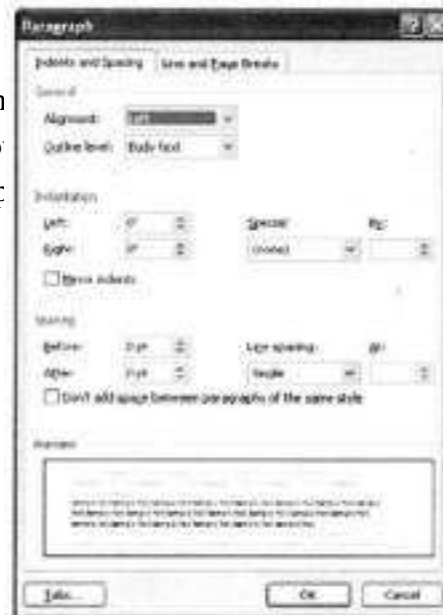 Paragraph
Indents and Spacing Line and Page Breaks
General
Alignment: Left
Outline level: Body Text
Indentation
Left: 0" Special: By:
Right: 0" (none)
Mirror indents
Spacing
Before: 0 pt Line spacing: At:
After: 0 pt Single
Don't add space between paragraphs of the same style
Preview
Tabs... OK Cancel